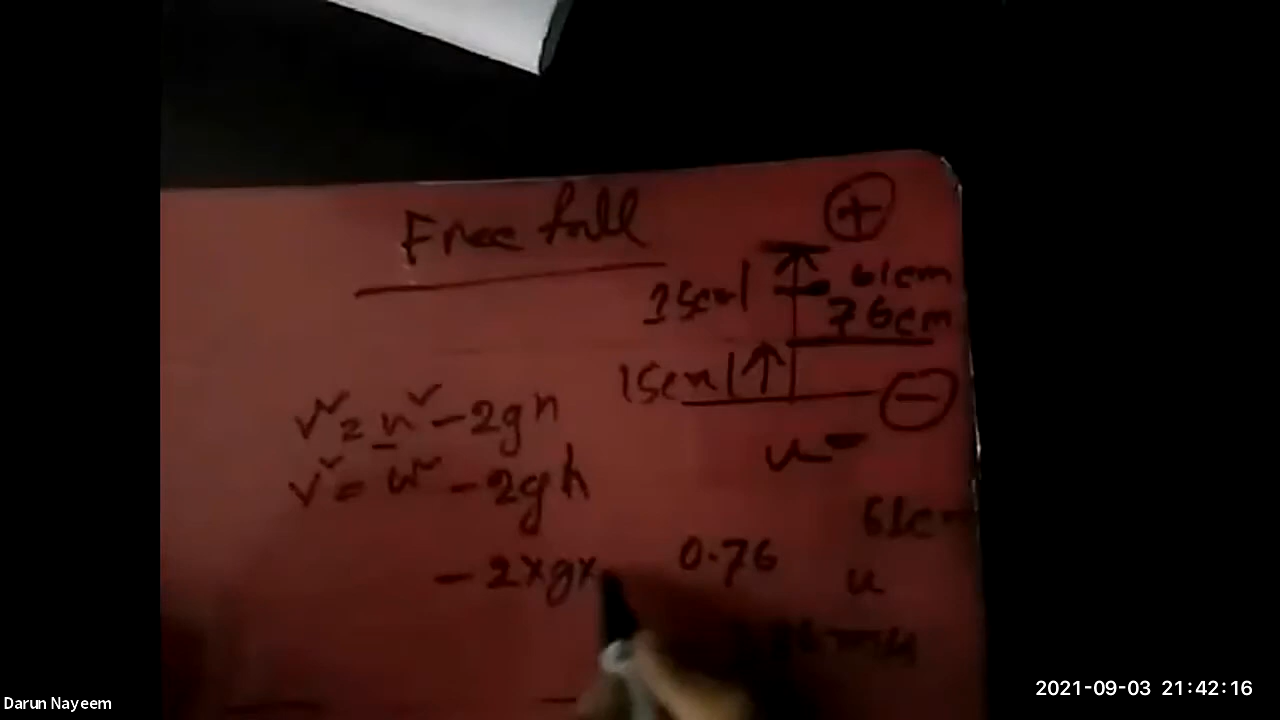 Free fall
+
15cm 61cm
76cm
15cm −
v² = u² − 2gh
v² = u² − 2gh
u
61cm
− 2×g× 0.76 u
Darun Nayeem
2021-09-03 21:42:16